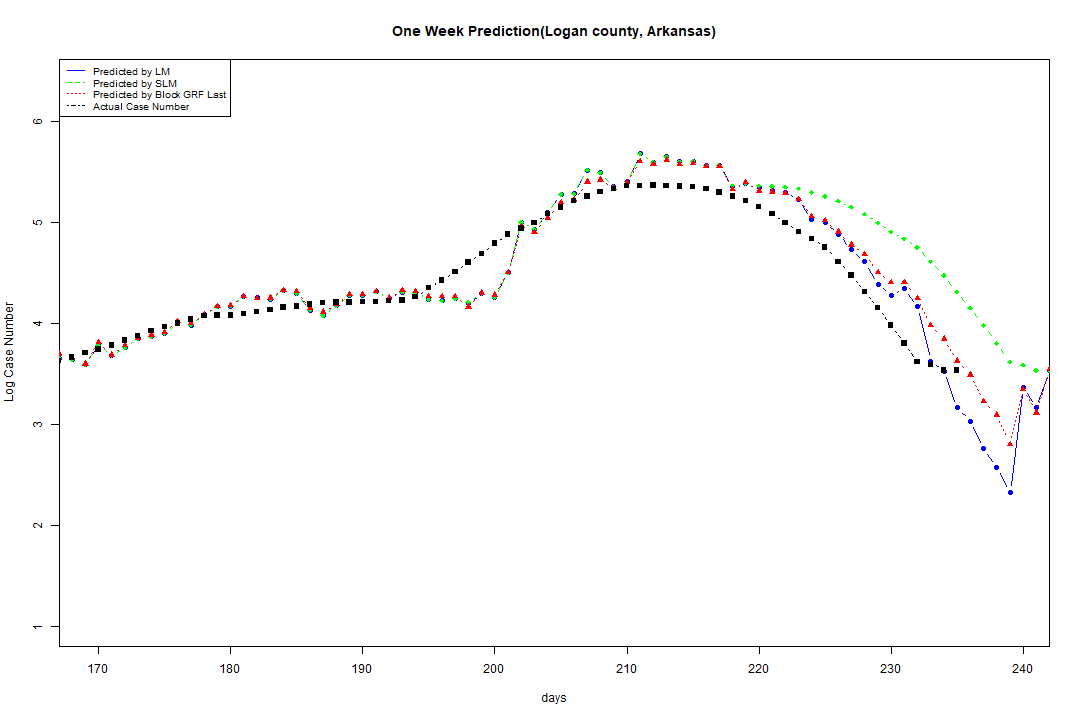 One Week Prediction(Logan county, Arkansas)
Predicted by LM
Predicted by SLM
Predicted by Block GRF Last
Actual Case Number
6
5
4
3
2
1
Log Case Number
170 180 190 200 210 220 230 240
days